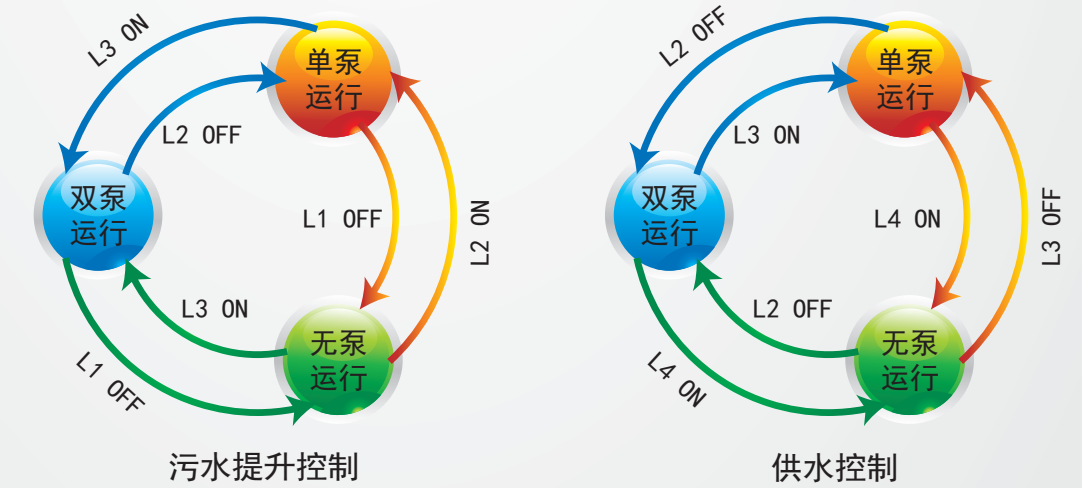 L3 ON
单泵
运行
L2 OFF
双泵
运行
L1 OFF
L2 ON
L3 ON
无泵
运行
L1 OFF
污水提升控制
L2 OFF
单泵
运行
L3 ON
双泵
运行
L4 ON
L3 OFF
L2 OFF
无泵
运行
L4 ON
供水控制